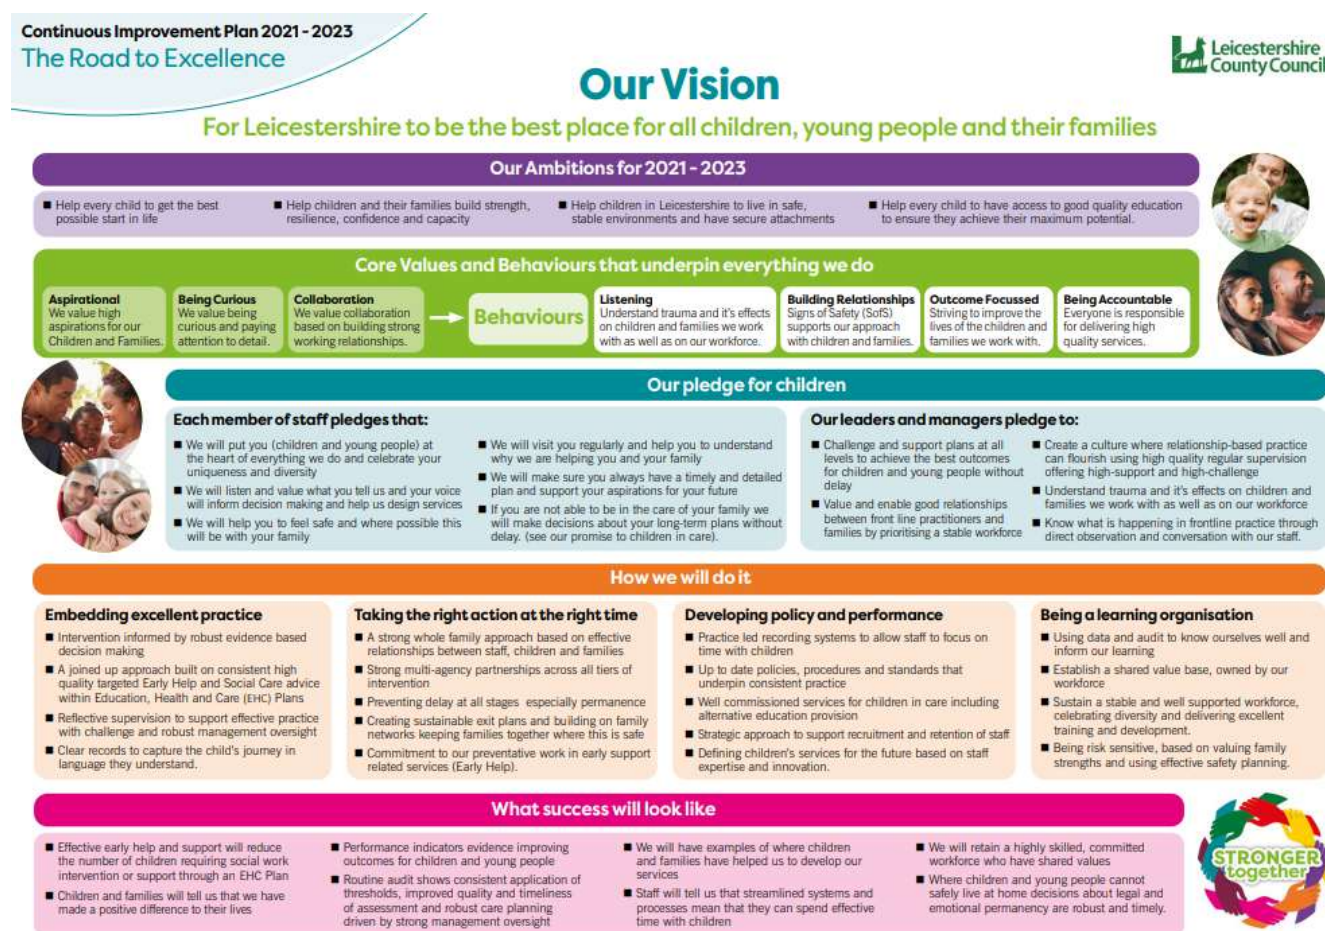 Continuous Improvement Plan 2021 - 2023
The Road to Excellence
Leicestershire
County Council
Our Vision
For Leicestershire to be the best place for all children, young people and their families
Our Ambitions for 2021 - 2023
■ Help every child to get the best
possible start in life
■ Help children and their families build strength,
resilience, confidence and capacity
■ Help children in Leicestershire to live in safe,
stable environments and have secure attachments
■ Help every child to have access to good quality education
to ensure they achieve their maximum potential.
Core Values and Behaviours that underpin everything we do
Aspirational
We value high
aspirations for our
Children and Families.
Being Curious
We value being
curious and paying
attention to detail.
Collaboration
We value collaboration
based on building strong
working relationships.
Behaviours
Listening
Understand trauma and it's effects
on children and families we work
with as well as on our workforce.
Building Relationships
Signs of Safety (SofS)
supports our approach
with children and families.
Outcome Focussed
Striving to improve the
lives of the children and
families we work with.
Being Accountable
Everyone is responsible
for delivering high
quality services.
Our pledge for children
Each member of staff pledges that:
■ We will put you (children and young people) at
the heart of everything we do and celebrate your
uniqueness and diversity
■ We will listen and value what you tell us and your voice
will inform decision making and help us design services
■ We will help you to feel safe and where possible this
will be with your family
■ We will visit you regularly and help you to understand
why we are helping you and your family
■ We will make sure you always have a timely and detailed
plan and support your aspirations for your future
■ If you are not able to be in the care of your family we
will make decisions about your long-term plans without
delay. (see our promise to children in care).
Our leaders and managers pledge to:
■ Challenge and support plans at all
levels to achieve the best outcomes
for children and young people without
delay
■ Value and enable good relationships
between front line practitioners and
families by prioritising a stable workforce
■ Create a culture where relationship-based practice
can flourish using high quality regular supervision
offering high-support and high-challenge
■ Understand trauma and it's effects on children and
families we work with as well as on our workforce
■ Know what is happening in frontline practice through
direct observation and conversation with our staff.
How we will do it
Embedding excellent practice
■ Intervention informed by robust evidence based
decision making
■ A joined up approach built on consistent high
quality targeted Early Help and Social Care advice
within Education, Health and Care (EHC) Plans
■ Reflective supervision to support effective practice
with challenge and robust management oversight
■ Clear records to capture the child's journey in
language they understand.
Taking the right action at the right time
■ A strong whole family approach based on effective
relationships between staff, children and families
■ Strong multi-agency partnerships across all tiers of
intervention
■ Preventing delay at all stages especially permanence
■ Creating sustainable exit plans and building on family
networks keeping families together where this is safe
■ Commitment to our preventative work in early support
related services (Early Help).
Developing policy and performance
■ Practice led recording systems to allow staff to focus on
time with children
■ Up to date policies, procedures and standards that
underpin consistent practice
■ Well commissioned services for children in care including
alternative education provision
■ Strategic approach to support recruitment and retention of staff
■ Defining children's services for the future based on staff
expertise and innovation.
Being a learning organisation
■ Using data and audit to know ourselves well and
inform our learning
■ Establish a shared value base, owned by our
workforce
■ Sustain a stable and well supported workforce,
celebrating diversity and delivering excellent
training and development.
■ Being risk sensitive, based on valuing family
strengths and using effective safety planning.
What success will look like
■ Effective early help and support will reduce
the number of children requiring social work
intervention or support through an EHC Plan
■ Children and families will tell us that we have
made a positive difference to their lives
■ Performance indicators evidence improving
outcomes for children and young people
■ Routine audit shows consistent application of
thresholds, improved quality and timeliness
of assessment and robust care planning
driven by strong management oversight
■ We will have examples of where children
and families have helped us to develop our
services
■ Staff will tell us that streamlined systems and
processes mean that they can spend effective
time with children
■ We will retain a highly skilled, committed
workforce who have shared values
■ Where children and young people cannot
safely live at home decisions about legal and
emotional permanency are robust and timely.
STRONGER
together